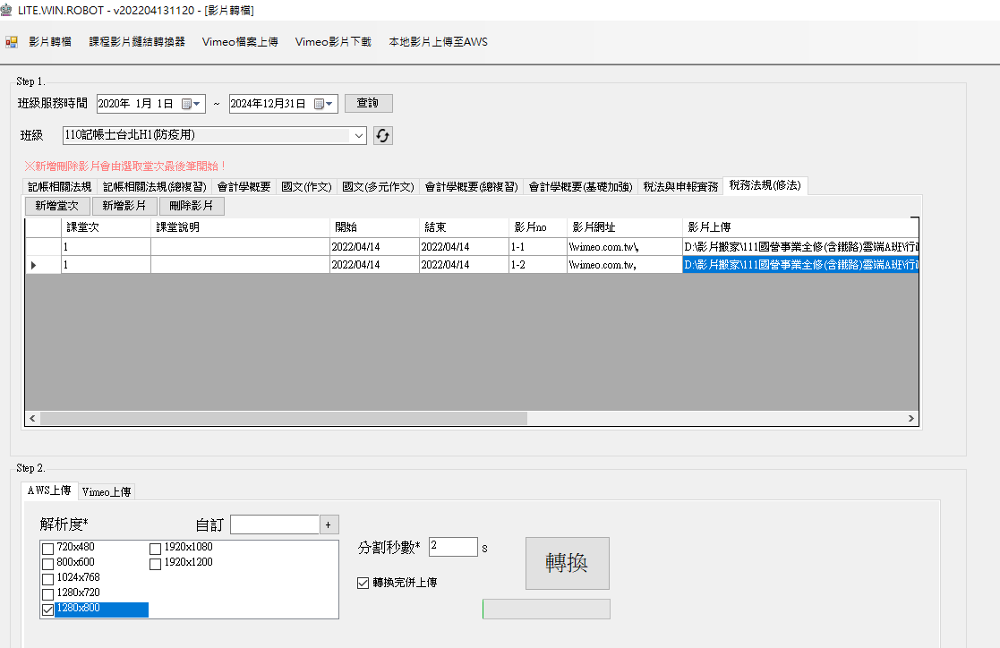 LITE.WIN.ROBOT - v202204131120 - [影片轉檔]
影片轉檔 課程影片鏈結轉換器 Vimeo檔案上傳 Vimeo影片下載 本地影片上傳至AWS
Step 1.
班級服務時間 2020年 1月 1日 ~ 2024年12月31日 查詢
班級 110記帳士台北H1(防疫用)
※新增刪除影片會由選取堂次最後筆開始！
記帳相關法規 記帳相關法規(總複習) 會計學概要 國文(作文) 國文(多元作文) 會計學概要(總複習) 會計學概要(基礎加強) 稅法與申報實務 稅務法規(修法)
新增堂次 新增影片 刪除影片
課堂次 課堂說明 開始 結束 影片no 影片網址 影片上傳
1 2022/04/14 2022/04/14 1-1 \\wimeo.com.tw\, D:\影片搬家\111國營事業全修(含鐵路)雲端A班\行政
1 2022/04/14 2022/04/14 1-2 \\wimeo.com.tw, D:\影片搬家\111國營事業全修(含鐵路)雲端A班\行政
Step 2.
AWS上傳 Vimeo上傳
解析度* 自訂 +
720x480 1920x1080
800x600 1920x1200
1024x768
1280x720
1280x800
分割秒數* 2 s
轉換完併上傳
轉換